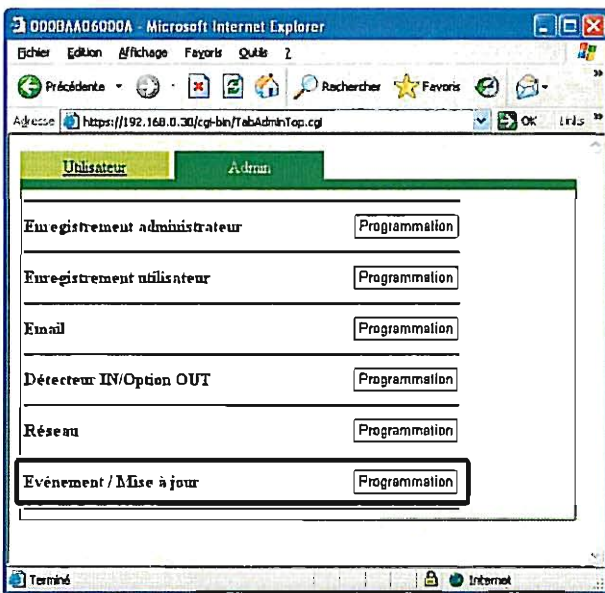 000BAA06000A - Microsoft Internet Explorer
Fichier Edition Affichage Favoris Outils ?
Précédente Rechercher Favoris
Adresse https://192.168.0.30/cgi-bin/TabAdminTop.cgi OK Links
Utilisateur Admin
Enregistrement administrateur Programmation
Enregistrement utilisateur Programmation
Email Programmation
Détecteur IN/Option OUT Programmation
Réseau Programmation
Evénement / Mise à jour Programmation
Terminé Internet